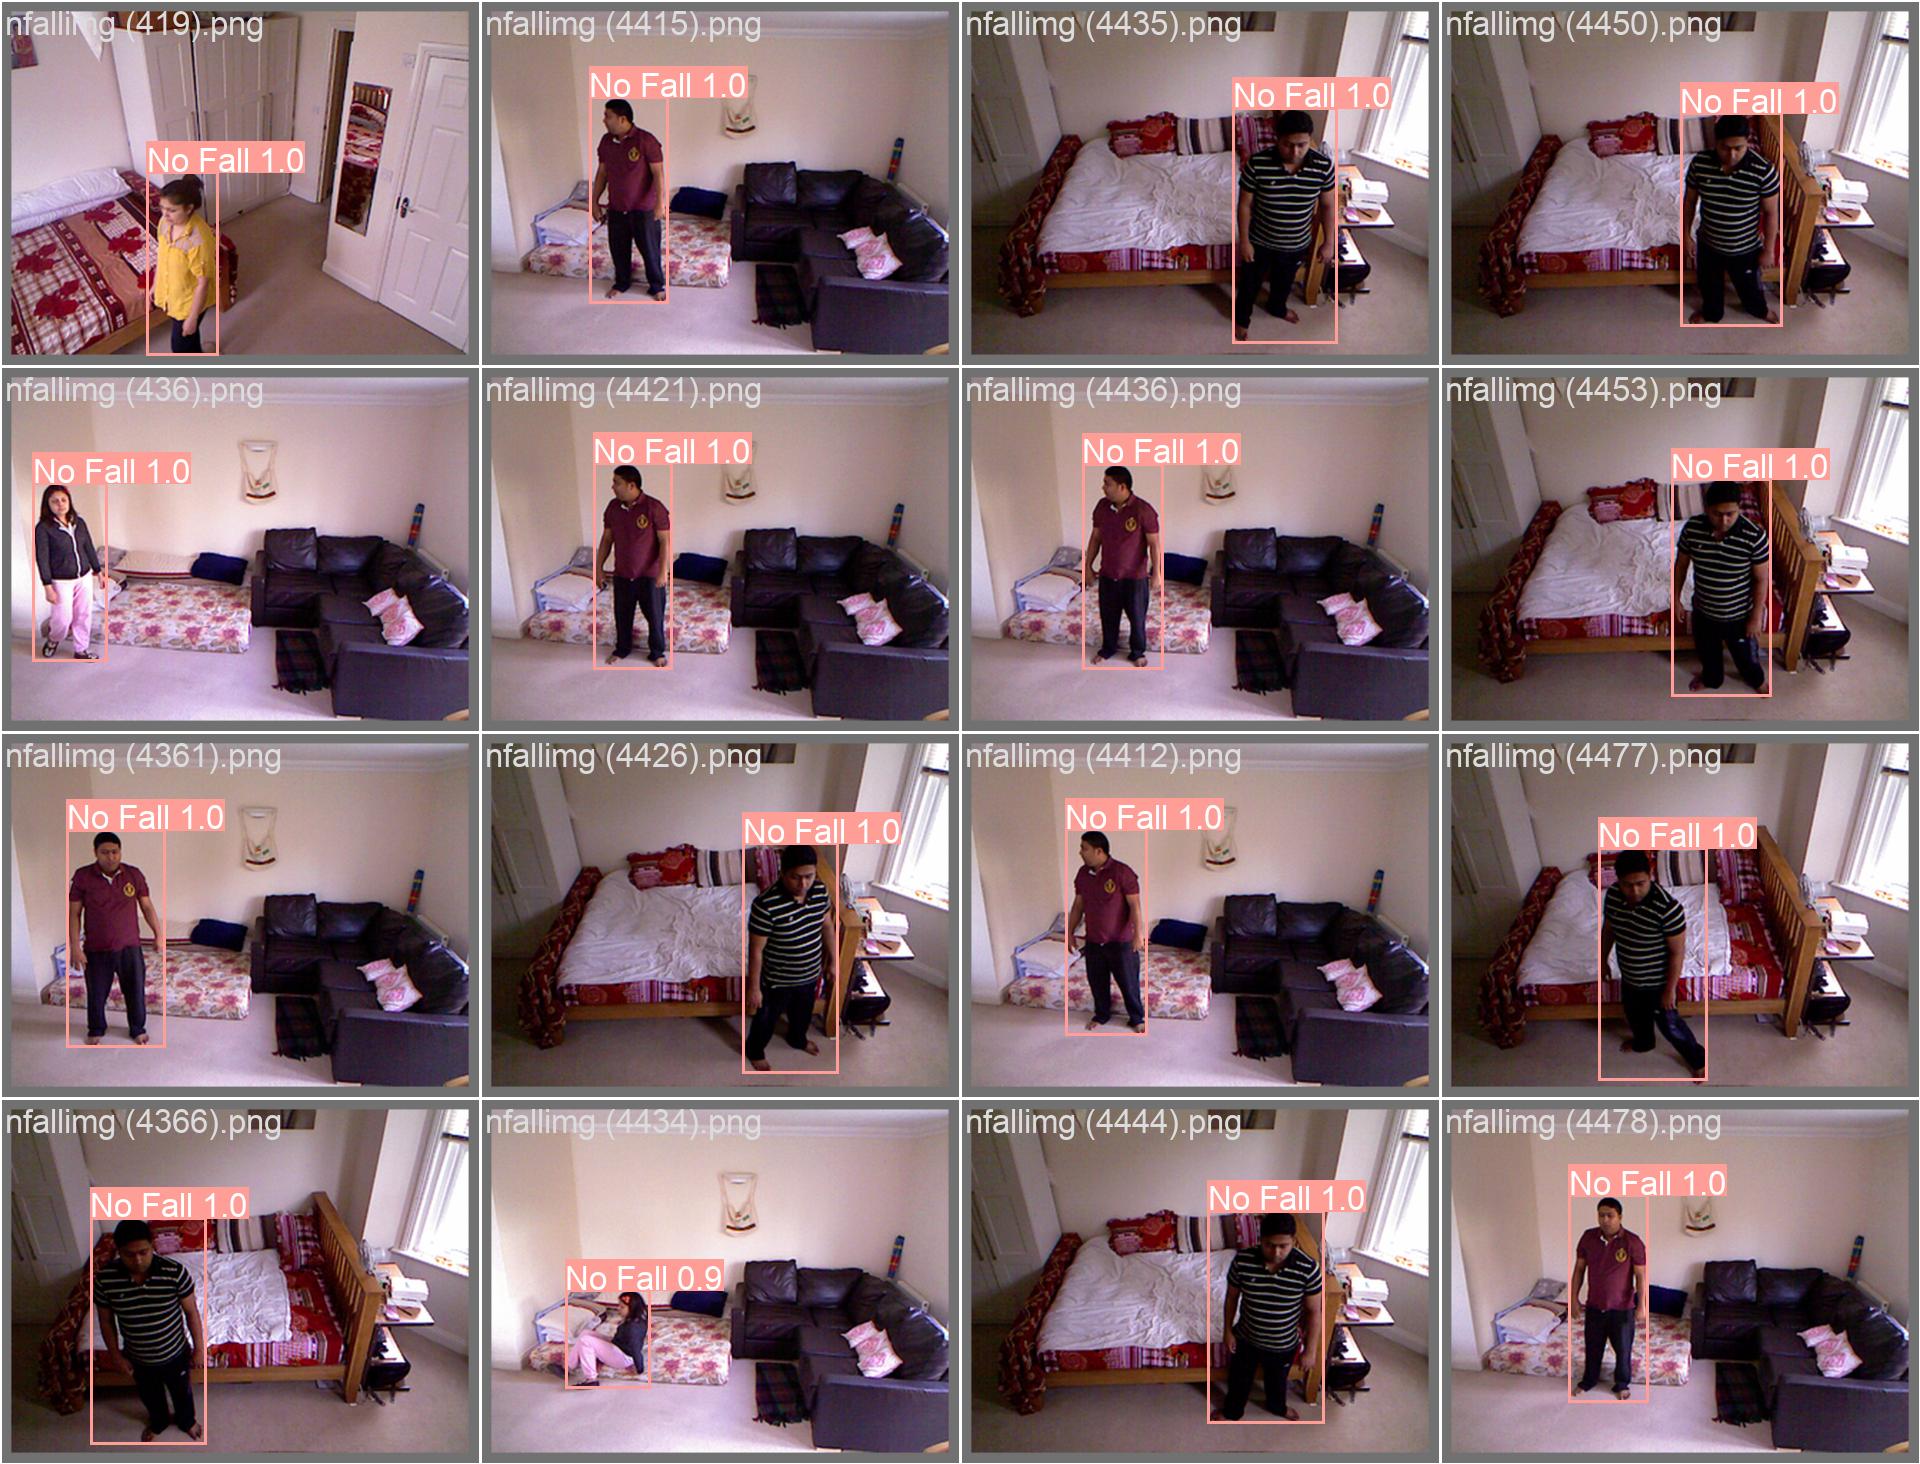 nfallimg (419).png
No Fall 1.0
nfallimg (4415).png
No Fall 1.0
nfallimg (4435).png
No Fall 1.0
nfallimg (4450).png
No Fall 1.0
nfallimg (436).png
No Fall 1.0
nfallimg (4421).png
No Fall 1.0
nfallimg (4436).png
No Fall 1.0
nfallimg (4453).png
No Fall 1.0
nfallimg (4361).png
No Fall 1.0
nfallimg (4426).png
No Fall 1.0
nfallimg (4412).png
No Fall 1.0
nfallimg (4477).png
No Fall 1.0
nfallimg (4366).png
No Fall 1.0
nfallimg (4434).png
No Fall 0.9
nfallimg (4444).png
No Fall 1.0
nfallimg (4478).png
No Fall 1.0